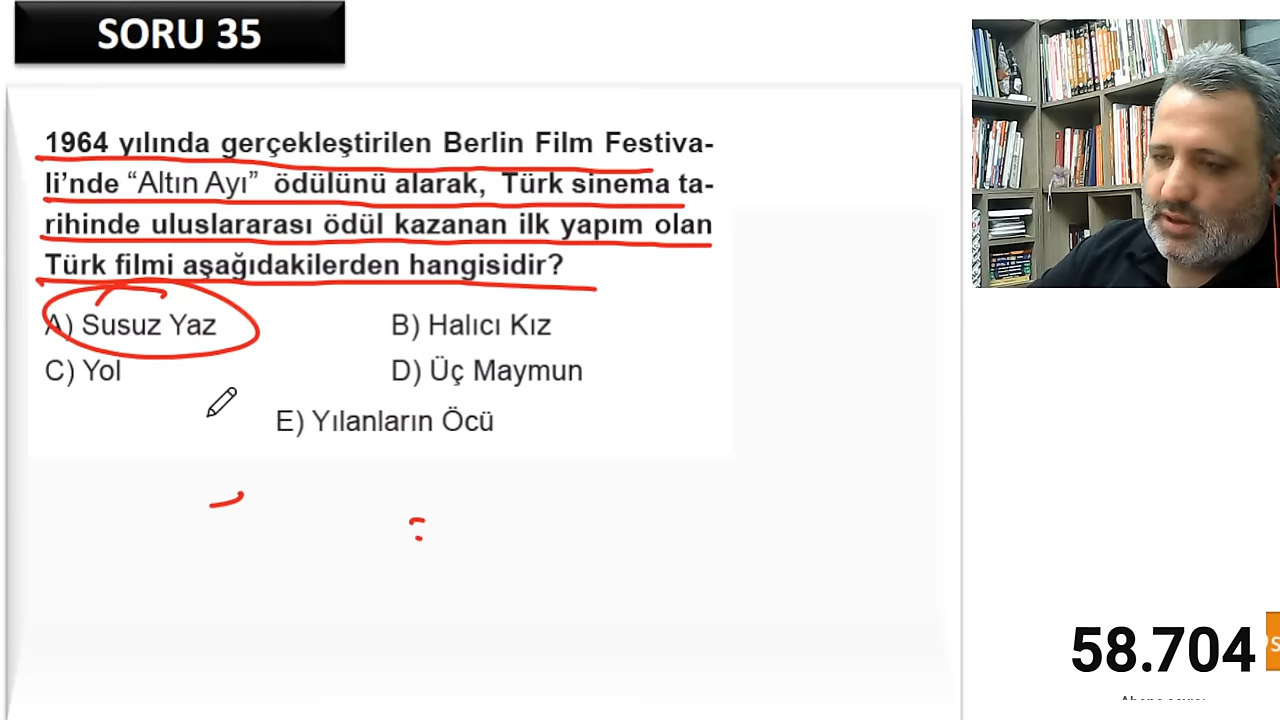 SORU 35
1964 yılında gerçekleştirilen Berlin Film Festiva-
li’nde “Altın Ayı” ödülünü alarak, Türk sinema ta-
rihinde uluslararası ödül kazanan ilk yapım olan
Türk filmi aşağıdakilerden hangisidir?
A) Susuz Yaz
B) Halıcı Kız
C) Yol
D) Üç Maymun
E) Yılanların Öcü
58.704